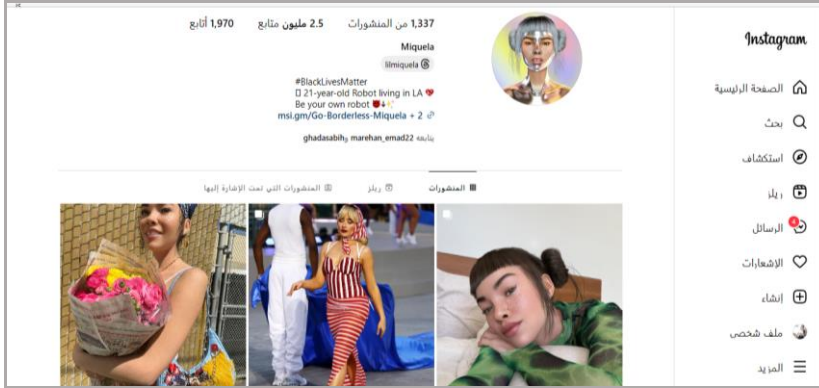 Instagram
الصفحة الرئيسية
بحث
استكشاف
ريلز
4
الرسائل
الإشعارات
إنشاء
ملف شخصي
المزيد
1,337 من المنشورات 2.5 مليون متابع 1,970 أتابع
Miquela
lilmiquela
#BlackLivesMatter
21-year-old Robot living in LA
Be your own robot
msi.gm/Go-Borderless-Miquela + 2
يتابعه marehan_emad22 وghadasabih
المنشورات ريلز المنشورات التي تمت الإشارة إليها